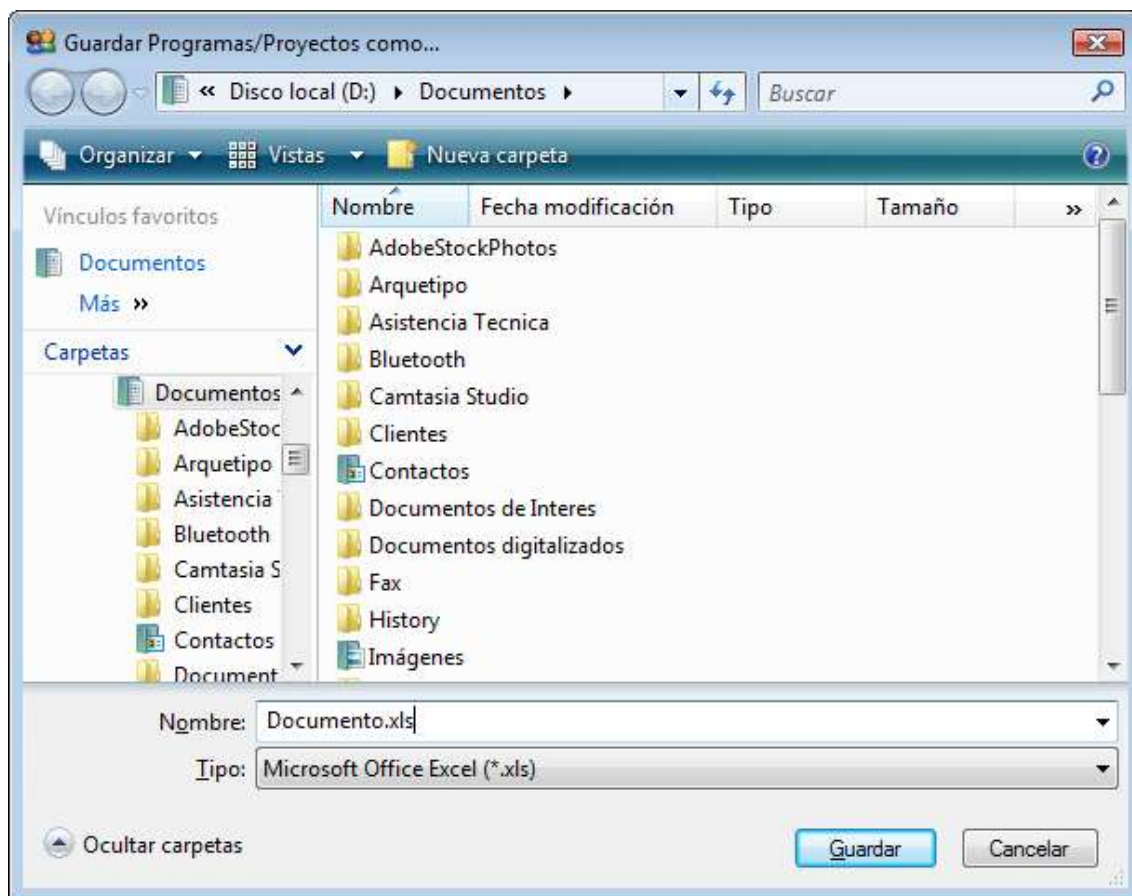 Guardar Programas/Proyectos como...
« Disco local (D:) Documentos
Buscar
Organizar Vistas Nueva carpeta
Vínculos favoritos
Documentos
Más »
Carpetas
Documentos
AdobeStoc
Arquetipo
Asistencia
Bluetooth
Camtasia S
Clientes
Contactos
Document
Nombre Fecha modificación Tipo Tamaño »
AdobeStockPhotos
Arquetipo
Asistencia Tecnica
Bluetooth
Camtasia Studio
Clientes
Contactos
Documentos de Interes
Documentos digitalizados
Fax
History
Imágenes
Nombre: Documento.xls
Tipo: Microsoft Office Excel (*.xls)
Ocultar carpetas
Guardar Cancelar